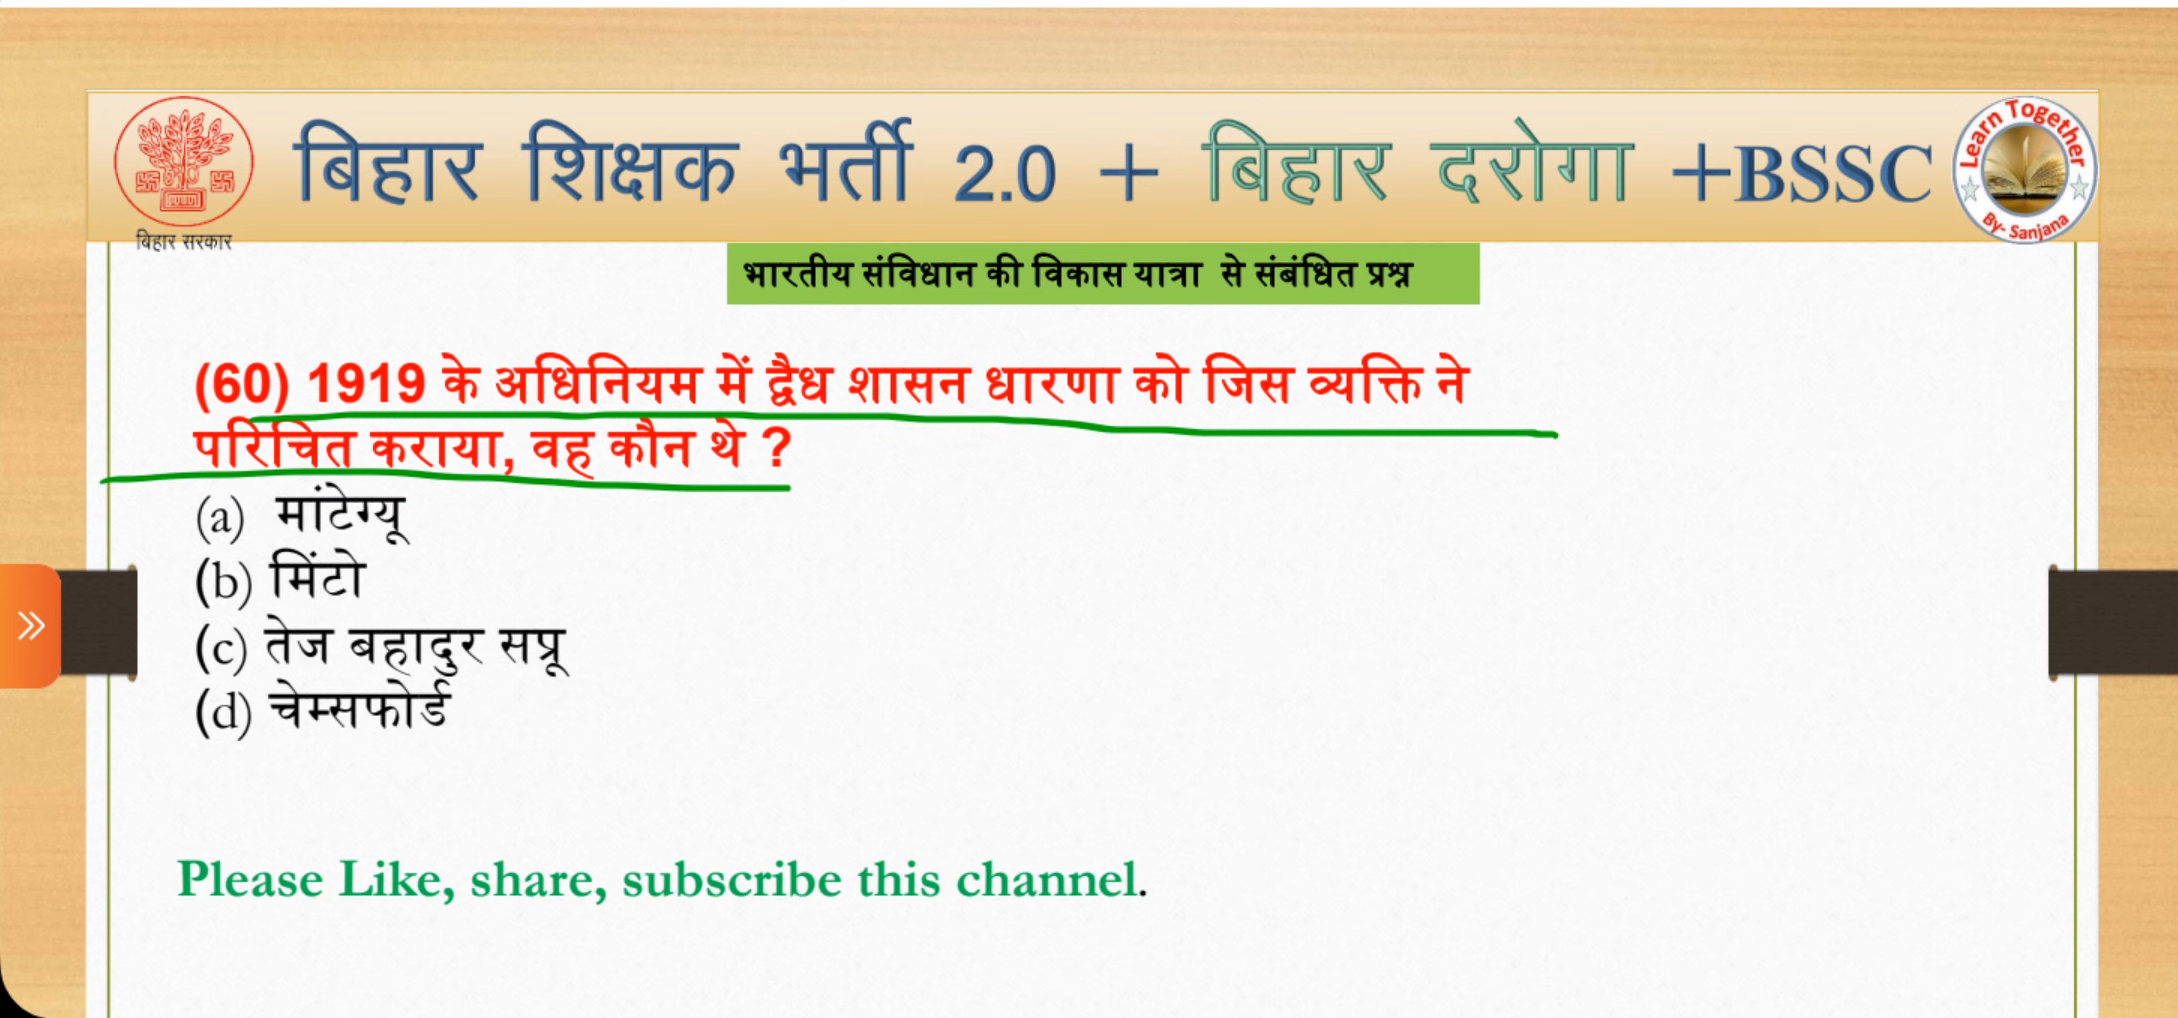 बिहार शिक्षक भर्ती 2.0 + बिहार दरोगा +BSSC
बिहार सरकार
Learn Together
By- Sanjana
भारतीय संविधान की विकास यात्रा से संबंधित प्रश्न
(60) 1919 के अधिनियम में द्वैध शासन धारणा को जिस व्यक्ति ने
परिचित कराया, वह कौन थे ?
(a) मांटेग्यू
(b) मिंटो
(c) तेज बहादुर सप्रू
(d) चेम्सफोर्ड
Please Like, share, subscribe this channel.